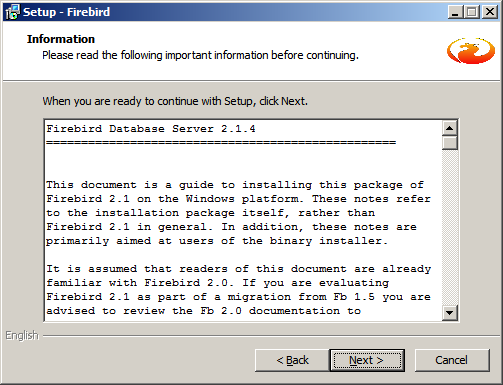 Setup - Firebird
Information
Please read the following important information before continuing.
When you are ready to continue with Setup, click Next.
Firebird Database Server 2.1.4
==================================================
This document is a guide to installing this package of
Firebird 2.1 on the Windows platform. These notes refer
to the installation package itself, rather than
Firebird 2.1 in general. In addition, these notes are
primarily aimed at users of the binary installer.
It is assumed that readers of this document are already
familiar with Firebird 2.0. If you are evaluating
Firebird 2.1 as part of a migration from Fb 1.5 you are
advised to review the Fb 2.0 documentation to
English
< Back
Next >
Cancel